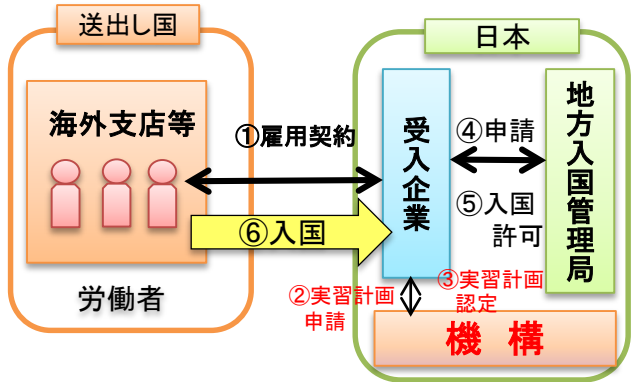 送出し国
日本
海外支店等
労働者
①雇用契約
⑥入国
受入企業
④申請
⑤入国
許可
地方入国管理局
②実習計画
申請
③実習計画
認定
機 構